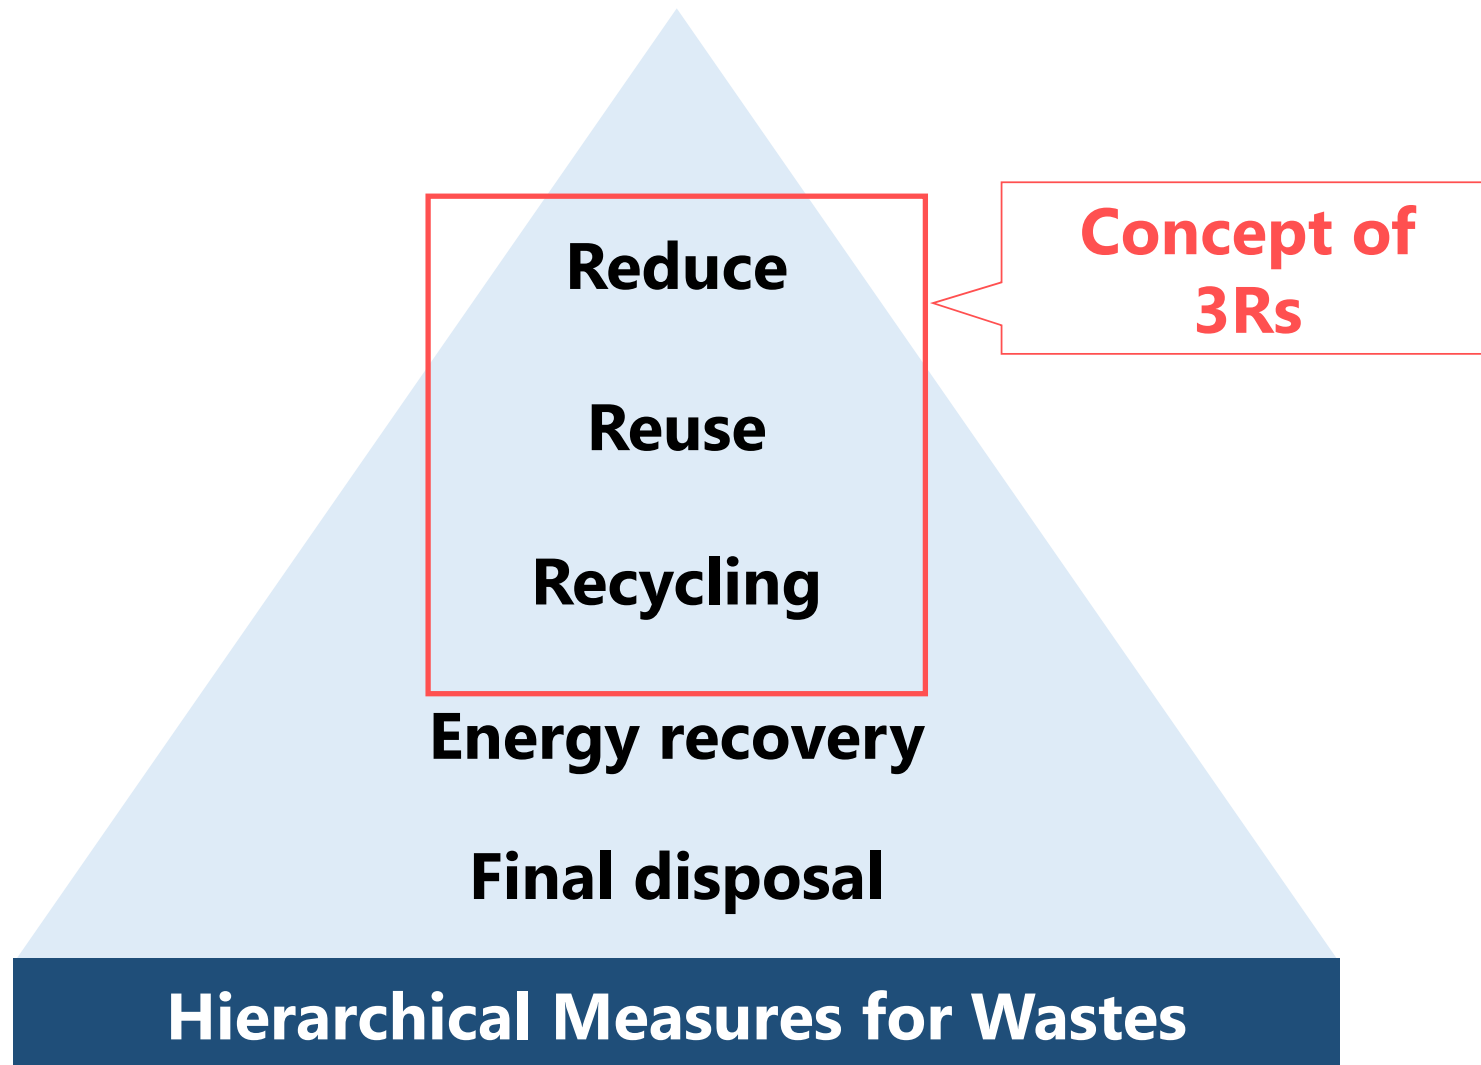 Reduce
Concept of
3Rs
Reuse
Recycling
Energy recovery
Final disposal
Hierarchical Measures for Wastes